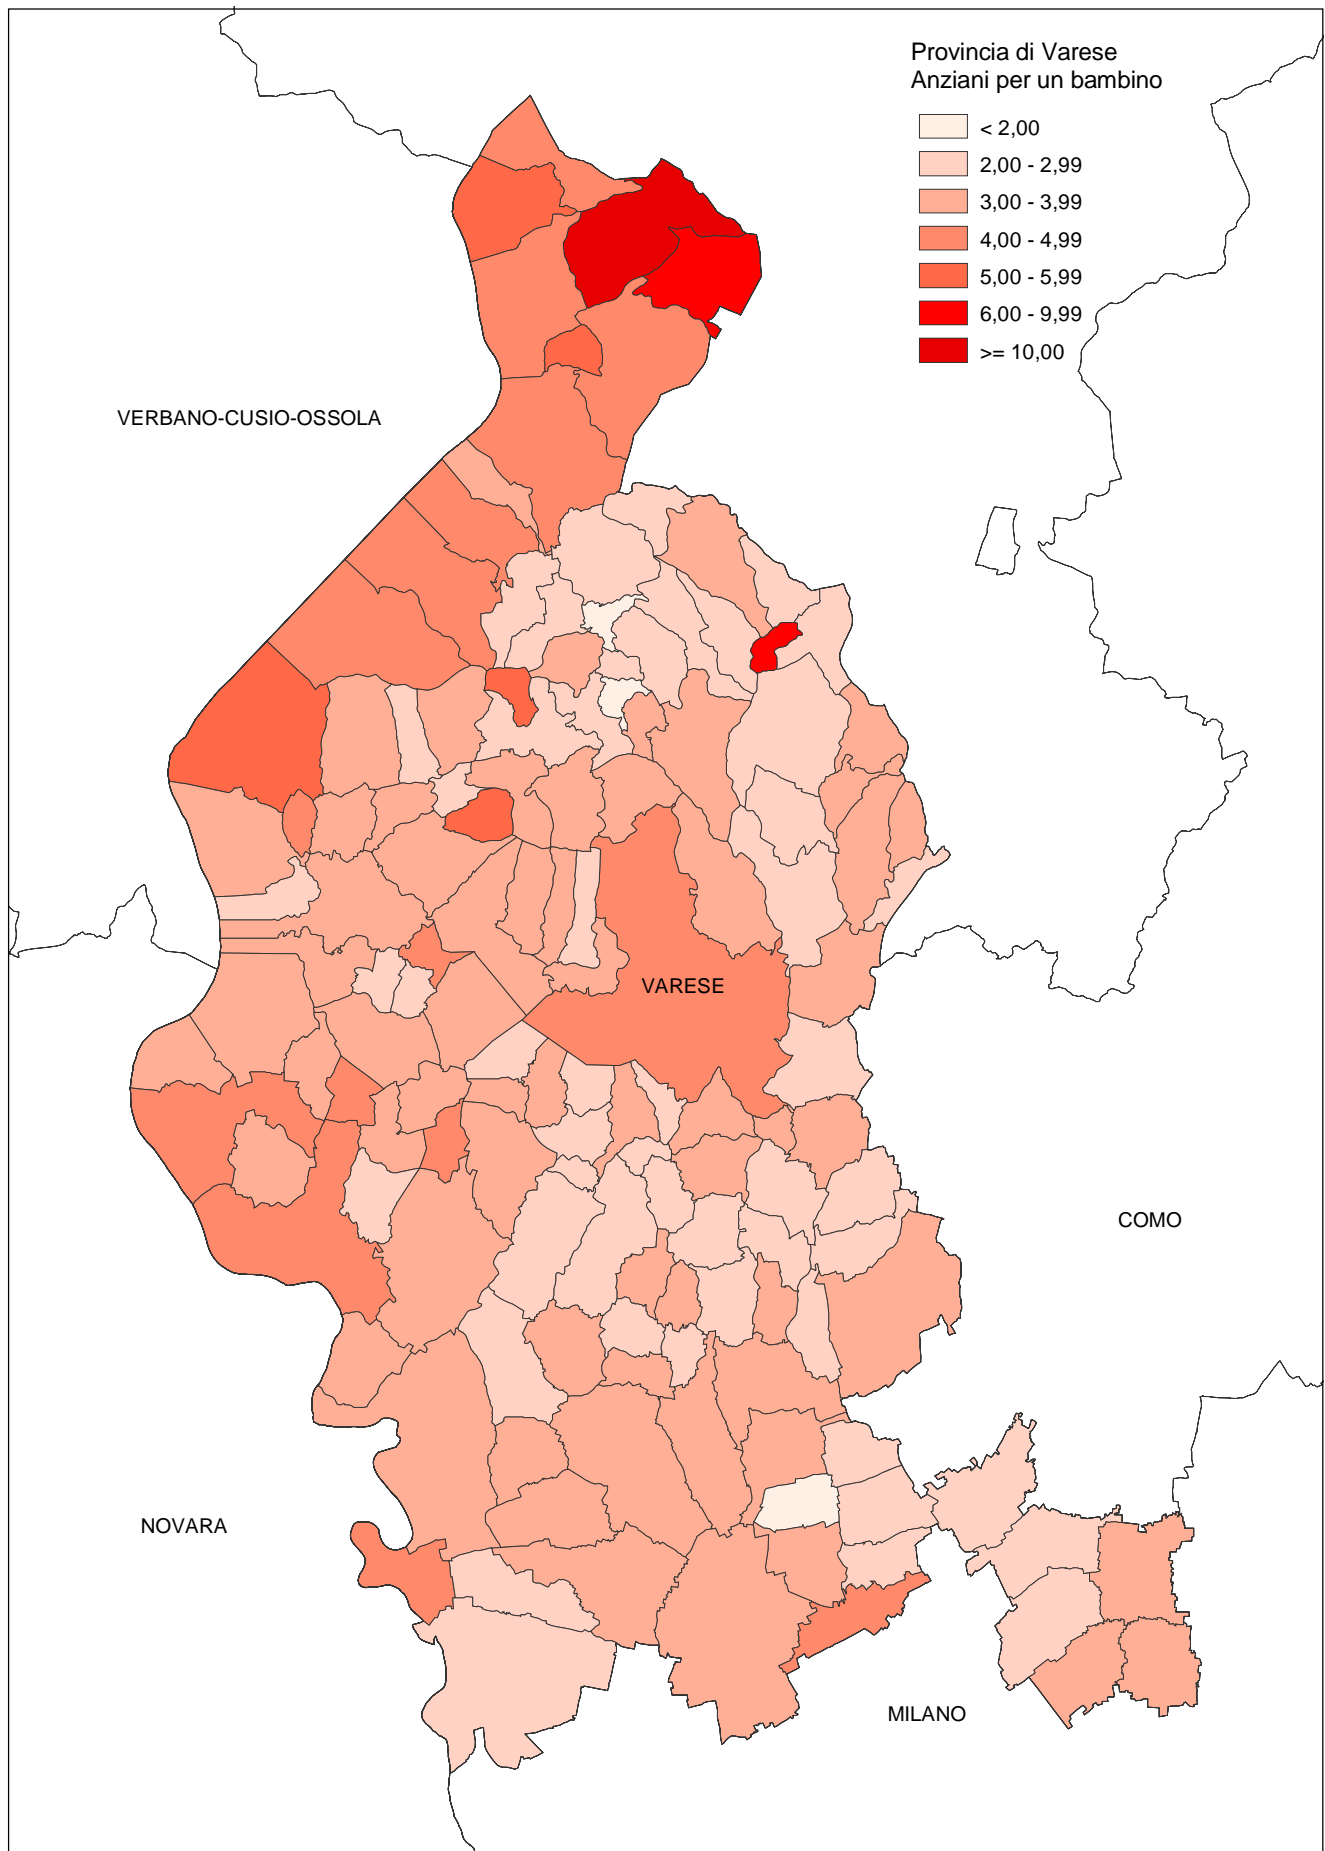 Provincia di Varese
Anziani per un bambino
< 2,00
2,00 - 2,99
3,00 - 3,99
4,00 - 4,99
5,00 - 5,99
6,00 - 9,99
>= 10,00
VERBANO-CUSIO-OSSOLA
VARESE
COMO
NOVARA
MILANO